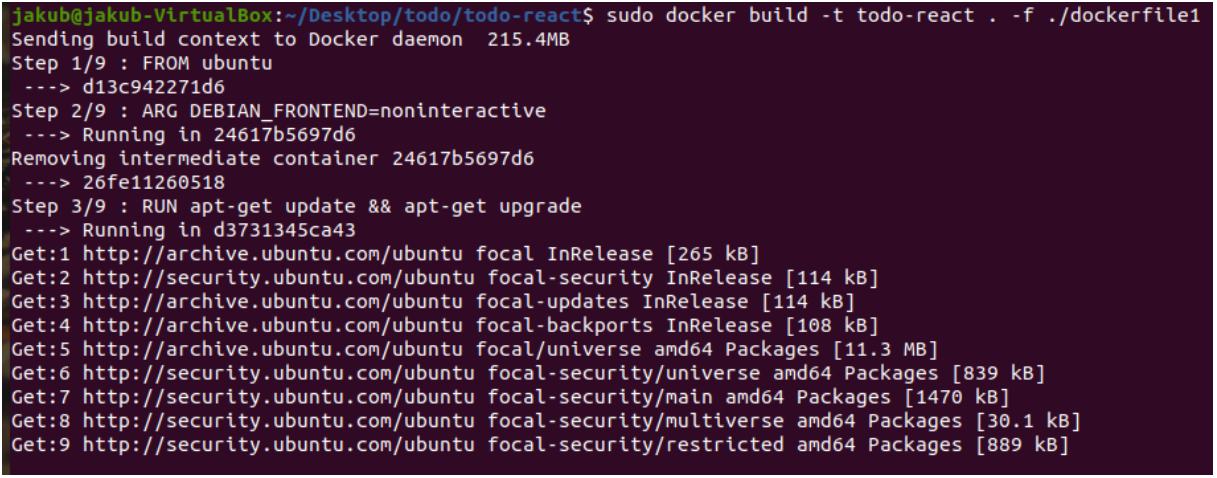 jakub@jakub-VirtualBox:~/Desktop/todo/todo-react$ sudo docker build -t todo-react . -f ./dockerfile1
Sending build context to Docker daemon  215.4MB
Step 1/9 : FROM ubuntu
 ---> d13c942271d6
Step 2/9 : ARG DEBIAN_FRONTEND=noninteractive
 ---> Running in 24617b5697d6
Removing intermediate container 24617b5697d6
 ---> 26fe11260518
Step 3/9 : RUN apt-get update && apt-get upgrade
 ---> Running in d3731345ca43
Get:1 http://archive.ubuntu.com/ubuntu focal InRelease [265 kB]
Get:2 http://security.ubuntu.com/ubuntu focal-security InRelease [114 kB]
Get:3 http://archive.ubuntu.com/ubuntu focal-updates InRelease [114 kB]
Get:4 http://archive.ubuntu.com/ubuntu focal-backports InRelease [108 kB]
Get:5 http://archive.ubuntu.com/ubuntu focal/universe amd64 Packages [11.3 MB]
Get:6 http://security.ubuntu.com/ubuntu focal-security/universe amd64 Packages [839 kB]
Get:7 http://security.ubuntu.com/ubuntu focal-security/main amd64 Packages [1470 kB]
Get:8 http://security.ubuntu.com/ubuntu focal-security/multiverse amd64 Packages [30.1 kB]
Get:9 http://security.ubuntu.com/ubuntu focal-security/restricted amd64 Packages [889 kB]